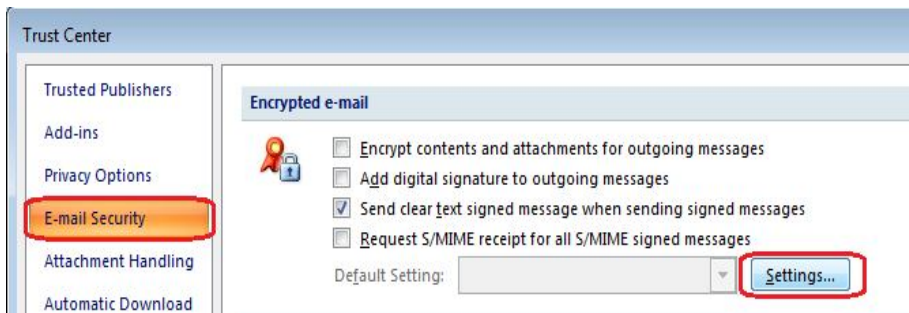 Trust Center
Trusted Publishers
Add-ins
Privacy Options
E-mail Security
Attachment Handling
Automatic Download
Encrypted e-mail
Encrypt contents and attachments for outgoing messages
Add digital signature to outgoing messages
Send clear text signed message when sending signed messages
Request S/MIME receipt for all S/MIME signed messages
Default Setting:
Settings...